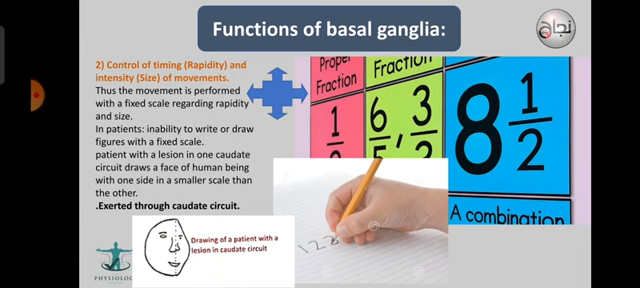 Functions of basal ganglia:
نجاح
2) Control of timing (Rapidity) and
intensity (Size) of movements.
Thus the movement is performed
with a fixed scale regarding rapidity
and size.
In patients: inability to write or draw
figures with a fixed scale.
patient with a lesion in one caudate
circuit draws a face of human being
with one side in a smaller scale than
the other.
.Exerted through caudate circuit.
Proper
Fraction
1
Fraction
6 , 3
5 2
8 1
2
A combination
Drawing of a patient with a
lesion in caudate circuit
PHYSIOLOG